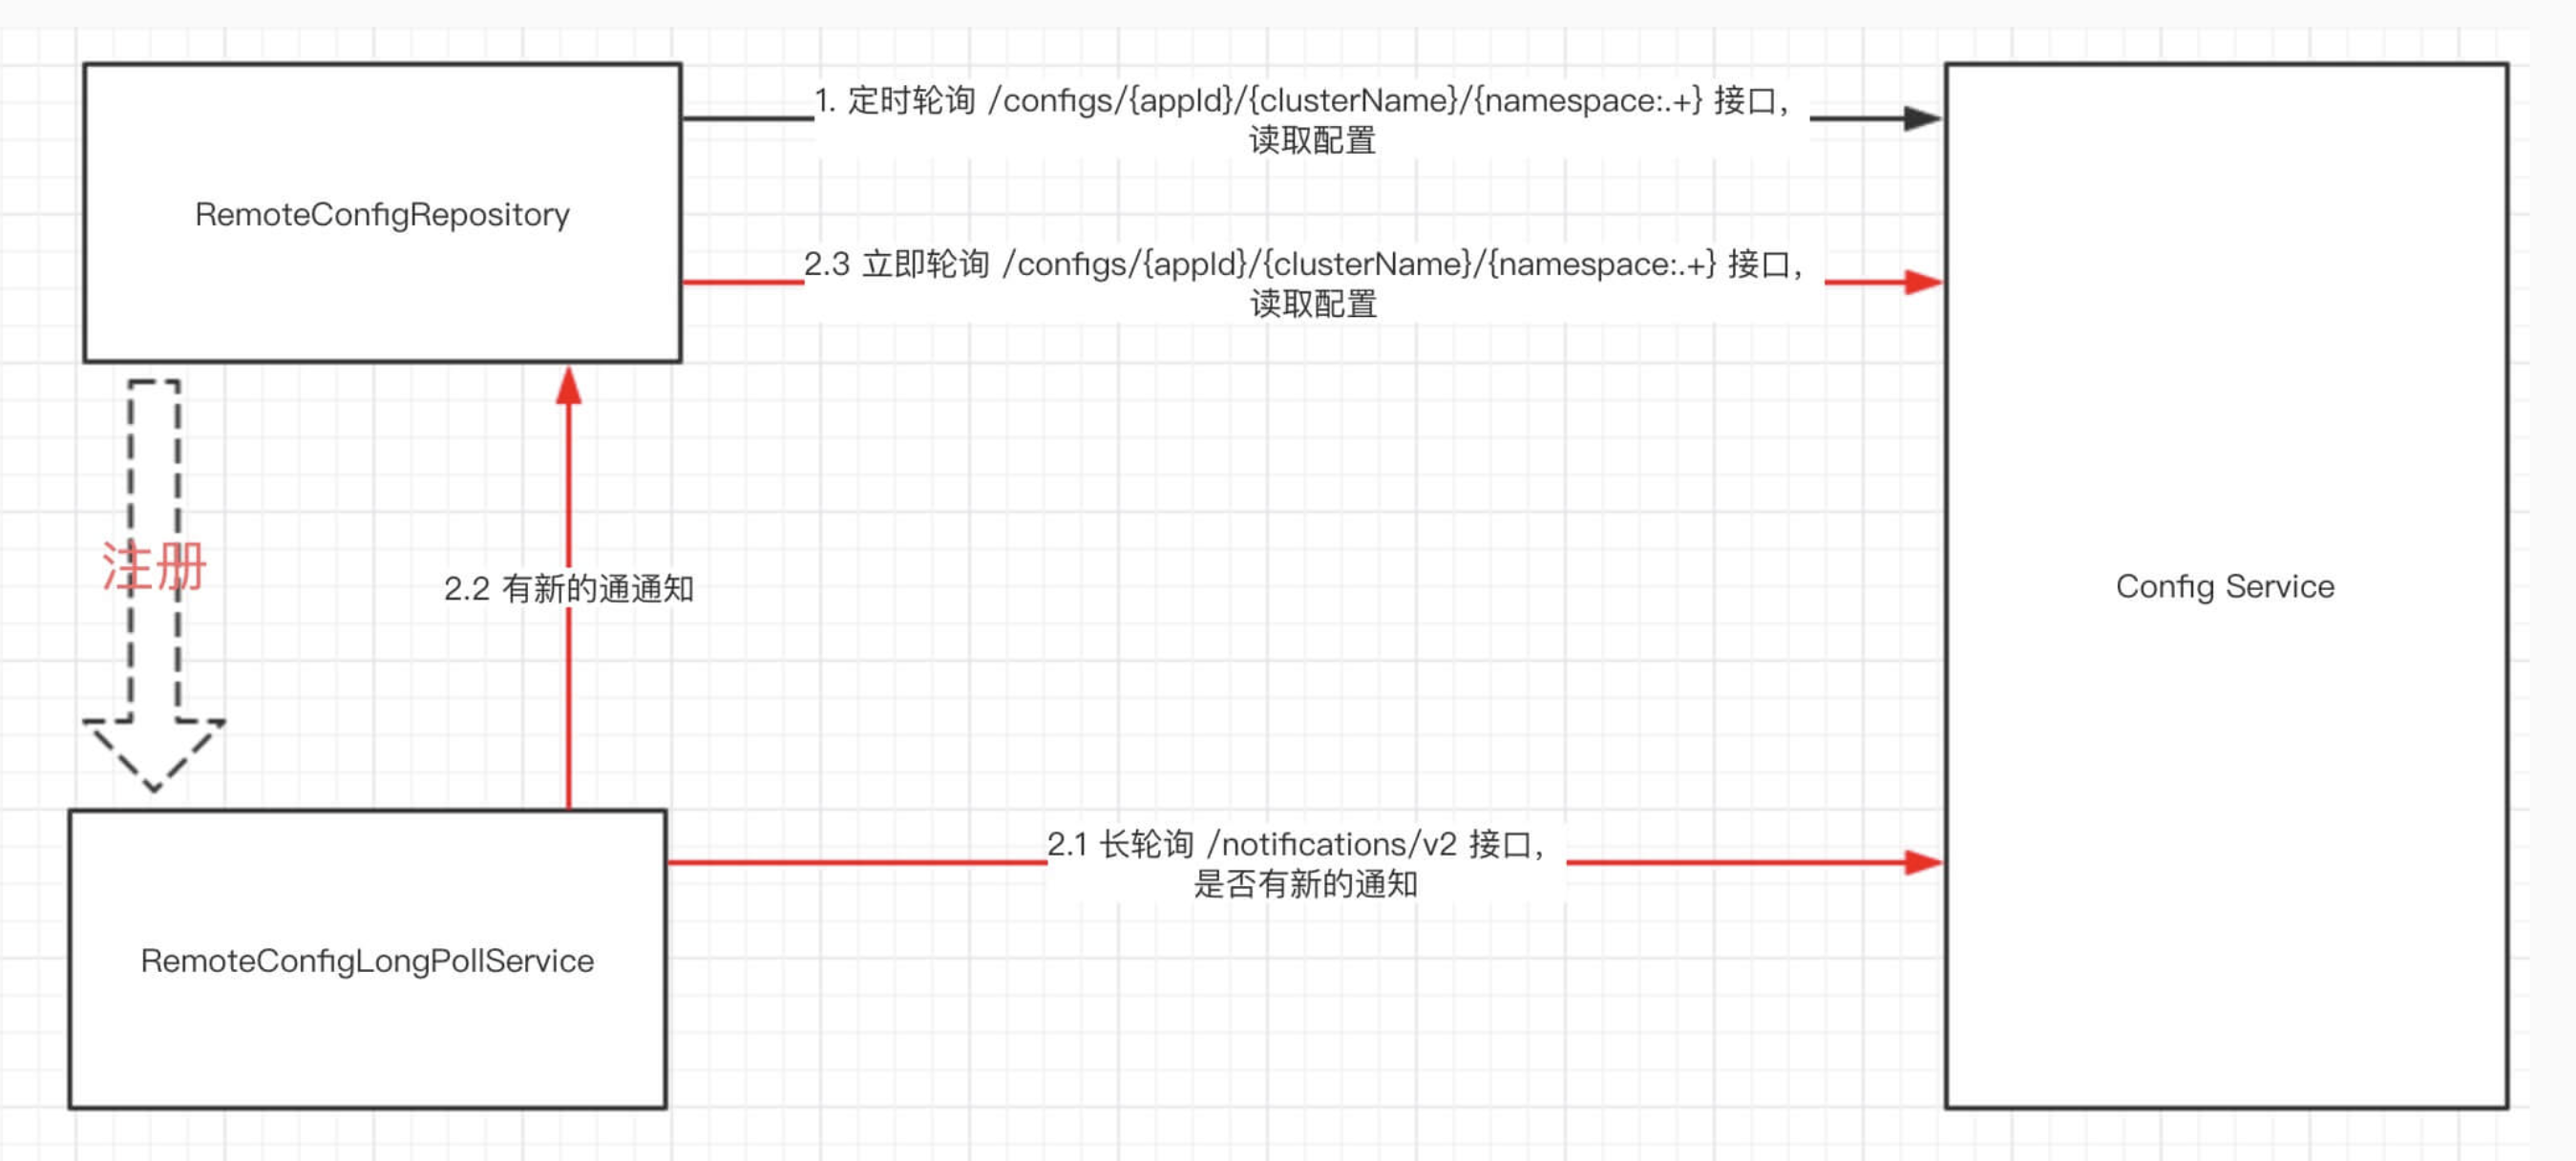 1. 定时轮询 /configs/{appId}/{clusterName}/{namespace:.+} 接口，
读取配置
RemoteConfigRepository
2.3 立即轮询 /configs/{appId}/{clusterName}/{namespace:.+} 接口，
读取配置
注册
2.2 有新的通通知
Config Service
2.1 长轮询 /notifications/v2 接口，
是否有新的通知
RemoteConfigLongPollService